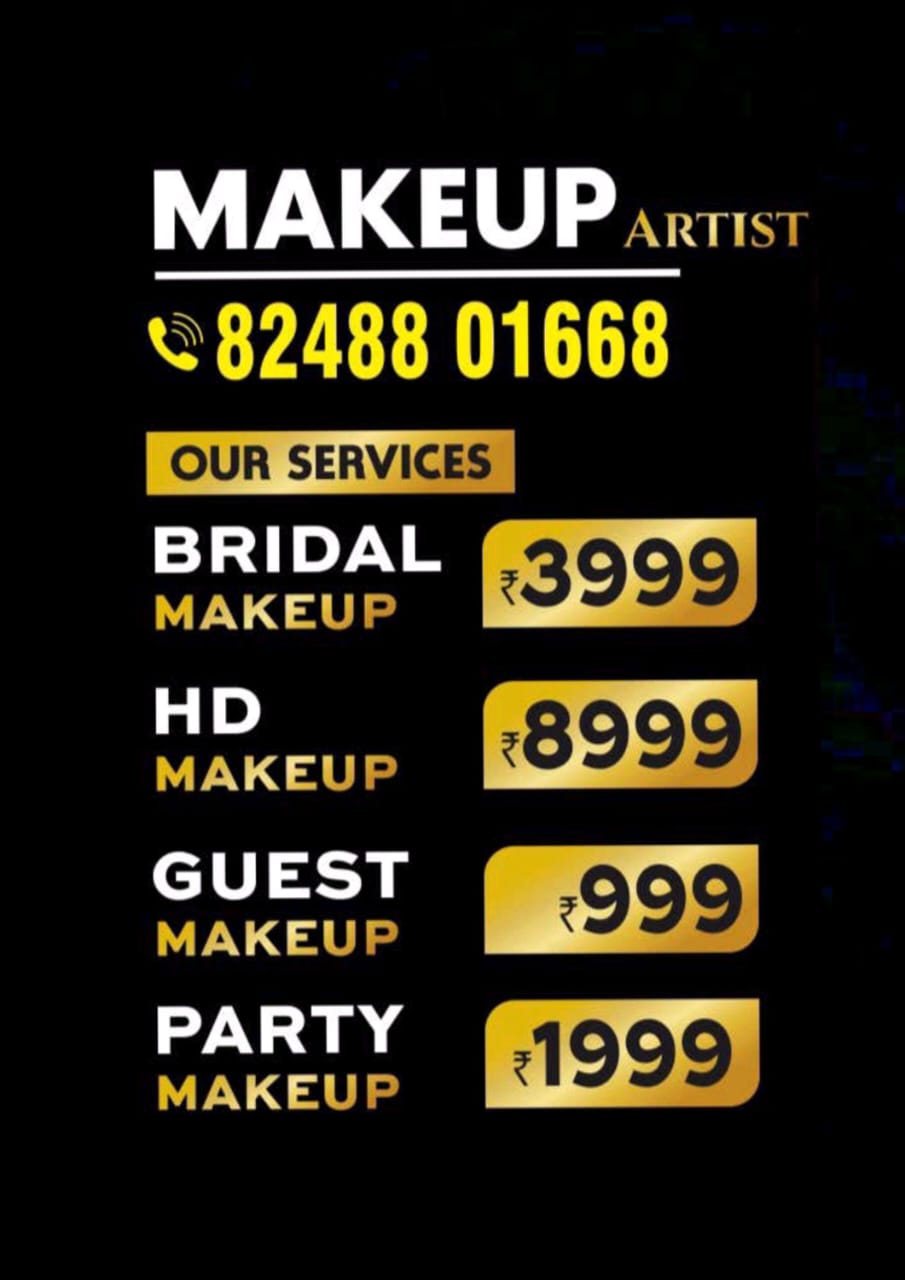 MAKEUP ARTIST
82488 01668
OUR SERVICES
BRIDAL
MAKEUP
₹3999
HD
MAKEUP
₹8999
GUEST
MAKEUP
₹999
PARTY
MAKEUP
₹1999